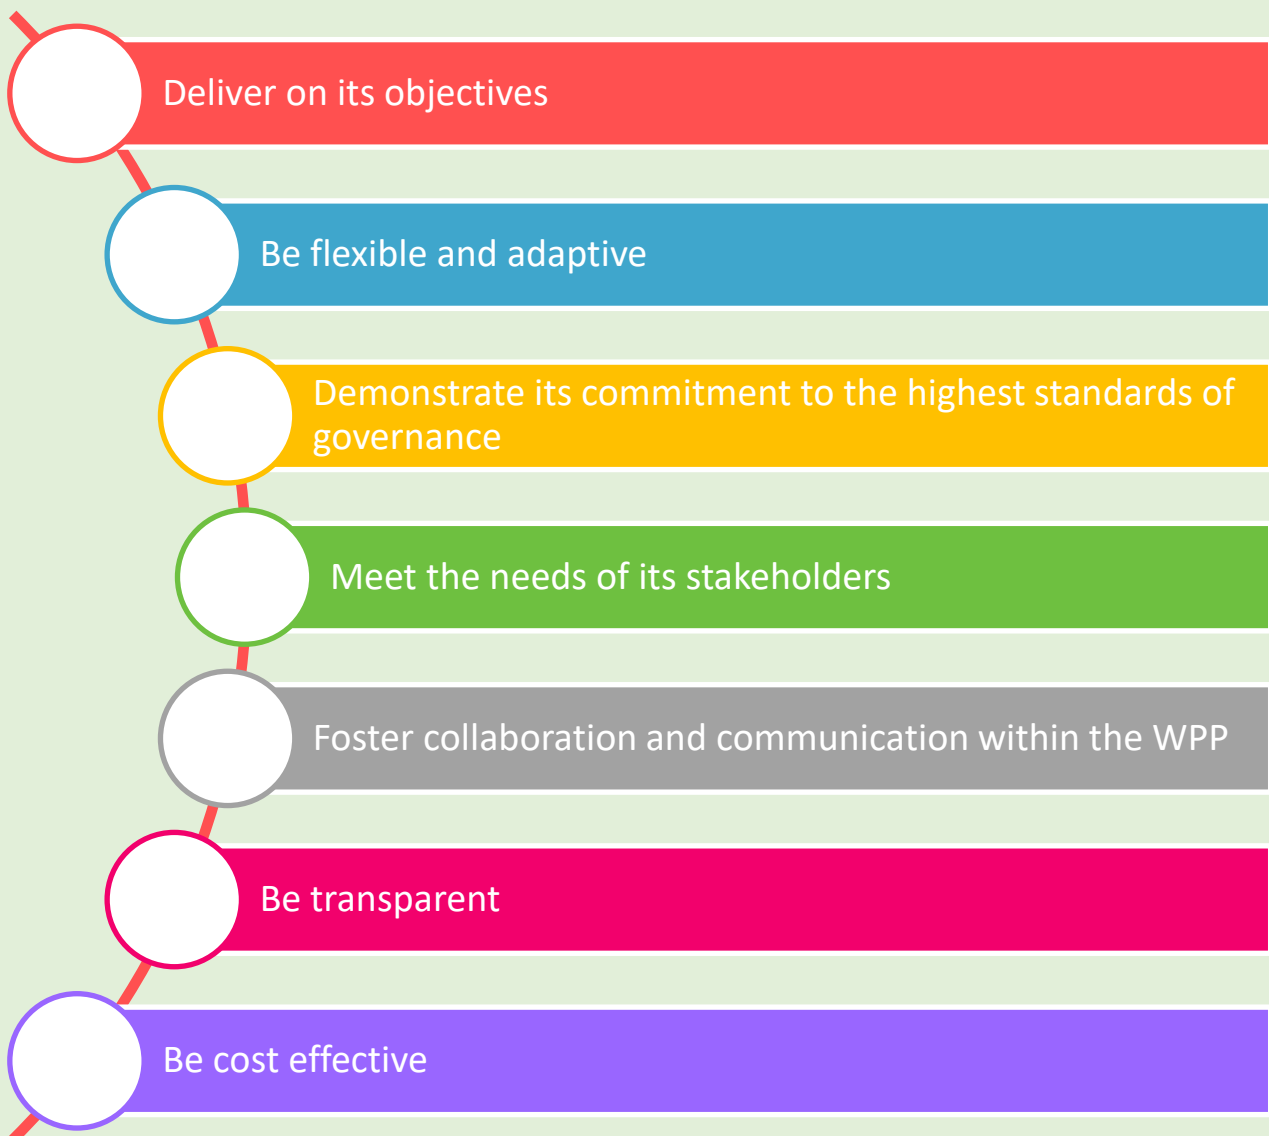 Deliver on its objectives
Be flexible and adaptive
Demonstrate its commitment to the highest standards of
governance
Meet the needs of its stakeholders
Foster collaboration and communication within the WPP
Be transparent
Be cost effective